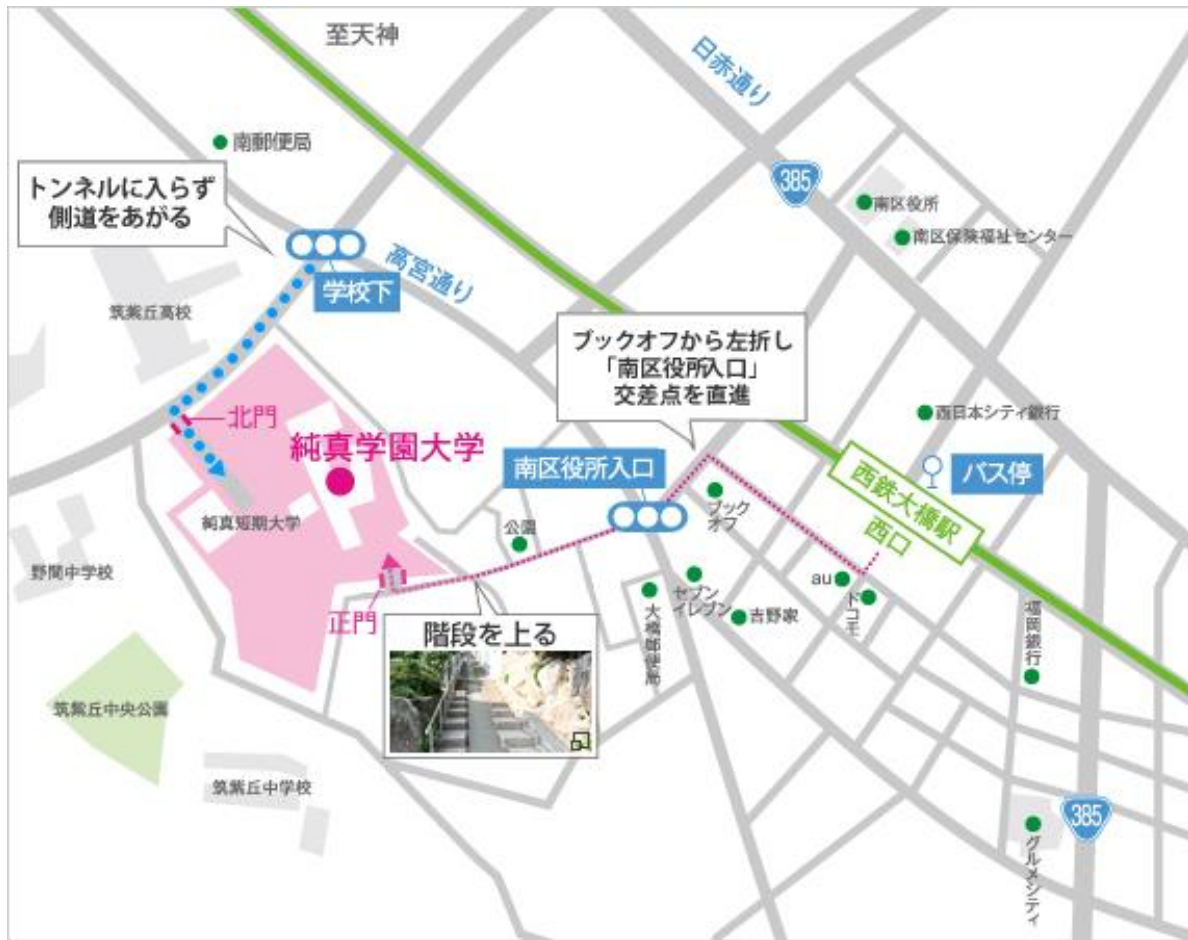 至天神
日赤通り
南郵便局
385
トンネルに入らず
側道をあがる
南区役所
南区保険福祉センター
高宮通り
学校下
筑紫丘高校
ブックオフから左折し
「南区役所入口」
交差点を直進
北門
西日本シティ銀行
純真学園大学
南区役所入口
西鉄大橋駅
西口
バス停
ブック
オフ
純真短期大学
公園
野間中学校
au
ドコモ
セブン
イレブン
吉野家
大橋郵便局
福岡銀行
正門
階段を上る
筑紫丘中央公園
筑紫丘中学校
385
グルメシティ